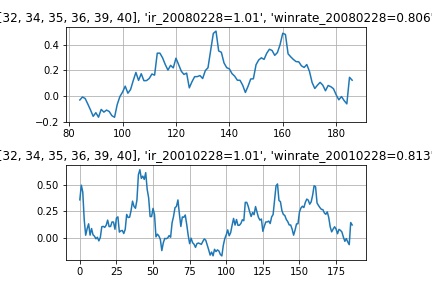 [32, 34, 35, 36, 39, 40], 'ir_20080228=1.01', 'winrate_20080228=0.806'
0.4
0.2
0.0
−0.2
80 100 120 140 160 180
[32, 34, 35, 36, 39, 40], 'ir_20010228=1.01', 'winrate_20010228=0.813'
0.50
0.25
0.00
0 25 50 75 100 125 150 175